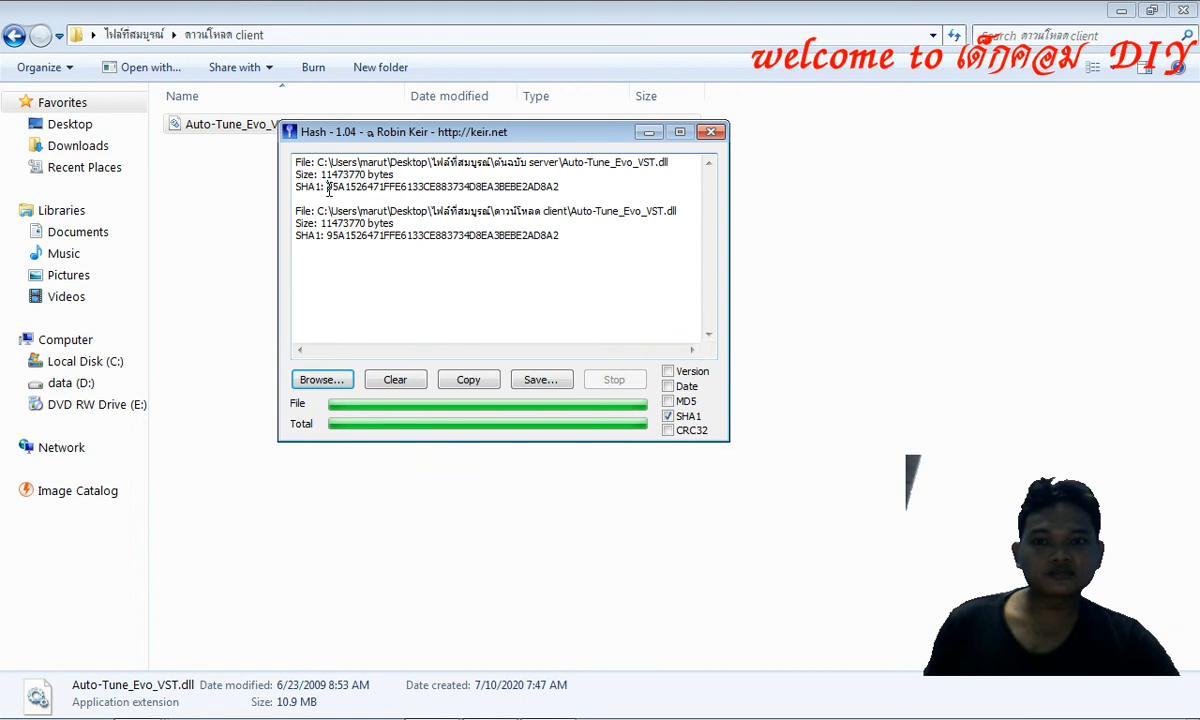 ไฟล์ที่สมบูรณ์ ▸ ดาวน์โหลด client
Search ดาวน์โหลด client
welcome to เด็กคอม DIY
Organize Open with... Share with Burn New folder
Favorites
Desktop
Downloads
Recent Places
Libraries
Documents
Music
Pictures
Videos
Computer
Local Disk (C:)
data (D:)
DVD RW Drive (E:)
Network
Image Catalog
Name Date modified Type Size
Auto-Tune_Evo_V
Hash - 1.04 - a, Robin Keir - http://keir.net
File: C:\Users\marut\Desktop\ไฟล์ที่สมบูรณ์\ต้นฉบับ server\Auto-Tune_Evo_VST.dll
Size: 11473770 bytes
SHA1: 95A1526471FFE6133CE883734D8EA3BEBE2AD8A2
File: C:\Users\marut\Desktop\ไฟล์ที่สมบูรณ์\ดาวน์โหลด client\Auto-Tune_Evo_VST.dll
Size: 11473770 bytes
SHA1: 95A1526471FFE6133CE883734D8EA3BEBE2AD8A2
Browse... Clear Copy Save... Stop
File
Total
Version
Date
MD5
SHA1
CRC32
Auto-Tune_Evo_VST.dll Date modified: 6/23/2009 8:53 AM Date created: 7/10/2020 7:47 AM
Application extension Size: 10.9 MB